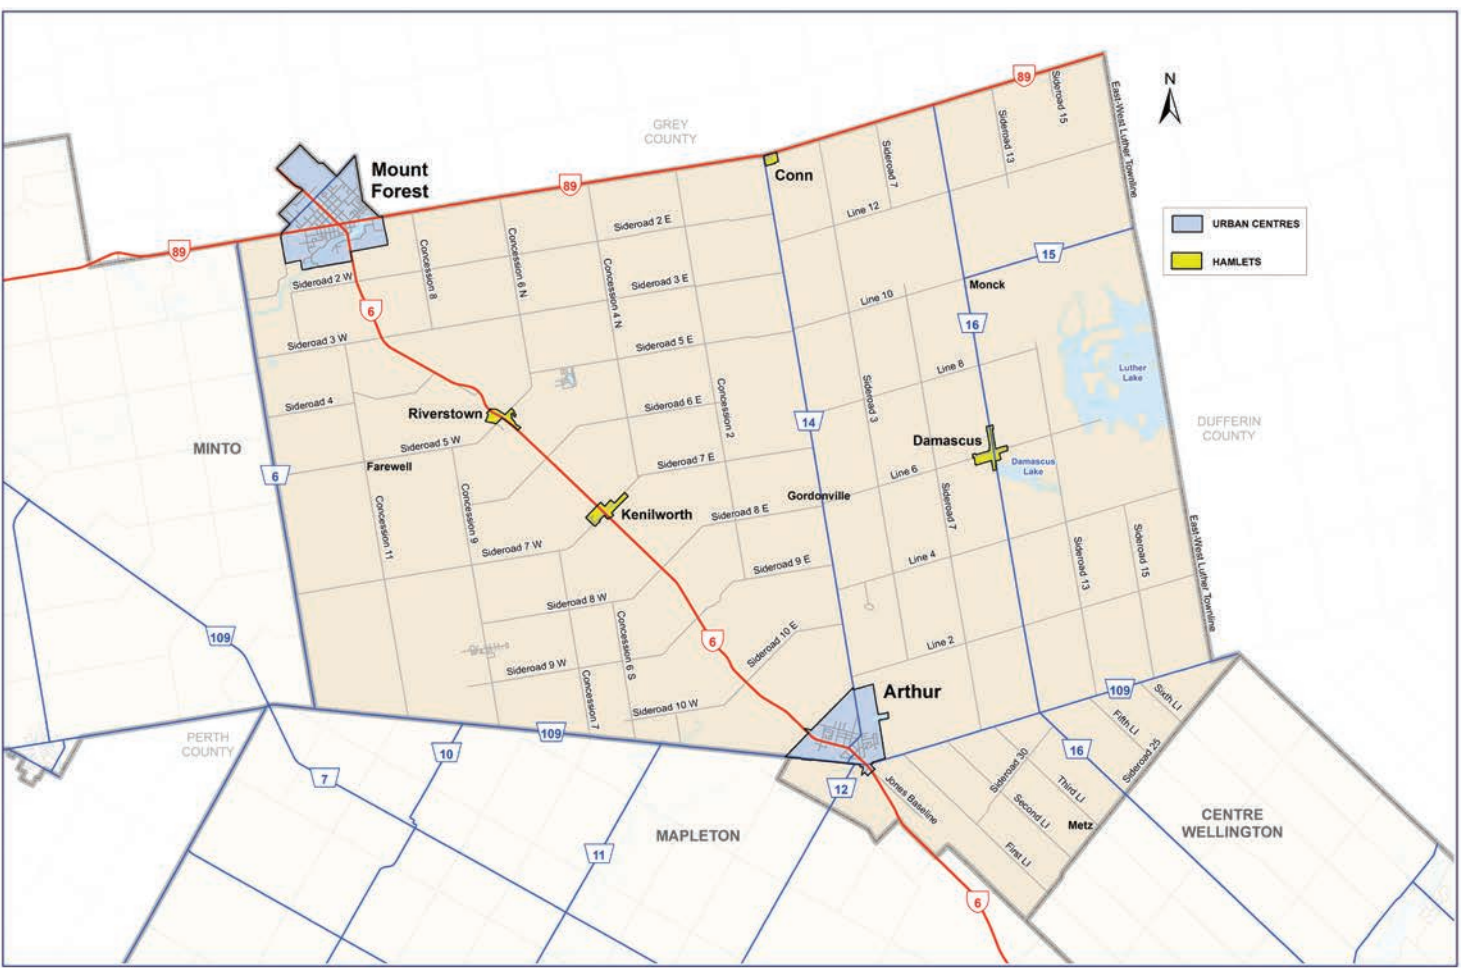 89
Sideroad 15
East-West Luther Townline
N
GREY
COUNTY
Sideroad 13
Sideroad 7
Mount
Forest
89
Conn
Sideroad 2 E
Line 12
URBAN CENTRES
HAMLETS
89
Concession 8
Concession 6 N
Concession 4 N
15
Sideroad 2 W
Sideroad 3 E
Line 10
Monck
6
16
Sideroad 3 W
Sideroad 5 E
Line 8
Luther
Lake
Sideroad 4
Riverstown
Sideroad 6 E
Concession 2
Sideroad 3
14
DUFFERIN
COUNTY
MINTO
Sideroad 5 W
Damascus
Farewell
Sideroad 7 E
Line 6
Damascus
Lake
6
Concession 11
Concession 9
Kenilworth
Gordonville
Sideroad 8 E
Sideroad 7
Sideroad 7 W
Sideroad 9 E
Line 4
Sideroad 13
Sideroad 15
East-West Luther Townline
Sideroad 8 W
109
Concession 6 S
6
Sideroad 10 E
Line 2
Sideroad 9 W
Concession 7
Sideroad 10 W
Arthur
109
Sixth LI
Fifth LI
PERTH
COUNTY
109
10
7
16
Sideroad 25
Sideroad 30
Third LI
12
Jones Baseline
Second LI
Metz
First LI
MAPLETON
CENTRE
WELLINGTON
11
6